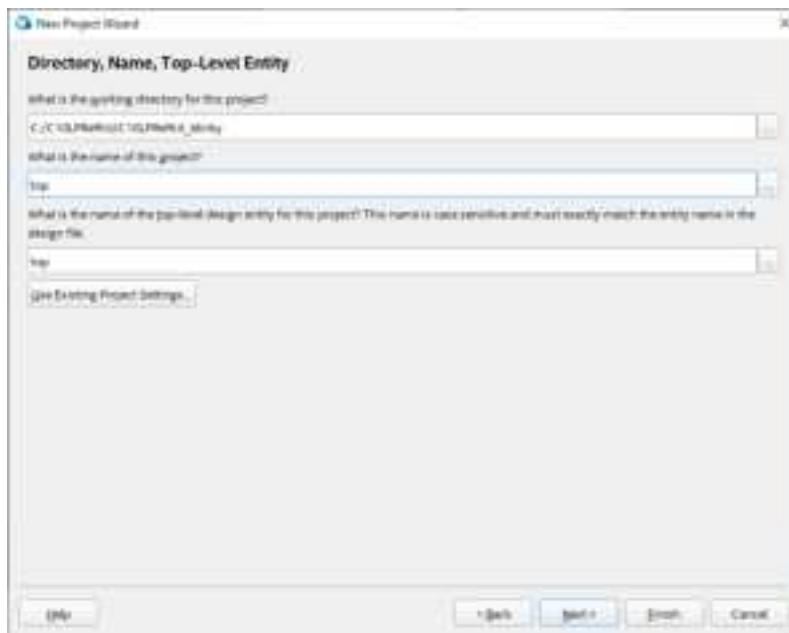 New Project Wizard
Directory, Name, Top-Level Entity
What is the working directory for this project?
...
What is the name of this project?
top
...
What is the name of the top-level design entity for this project? This name is case sensitive and must exactly match the entity name in the
design file.
top
...
Use Existing Project Settings...
Help
< Back
Next >
Finish
Cancel